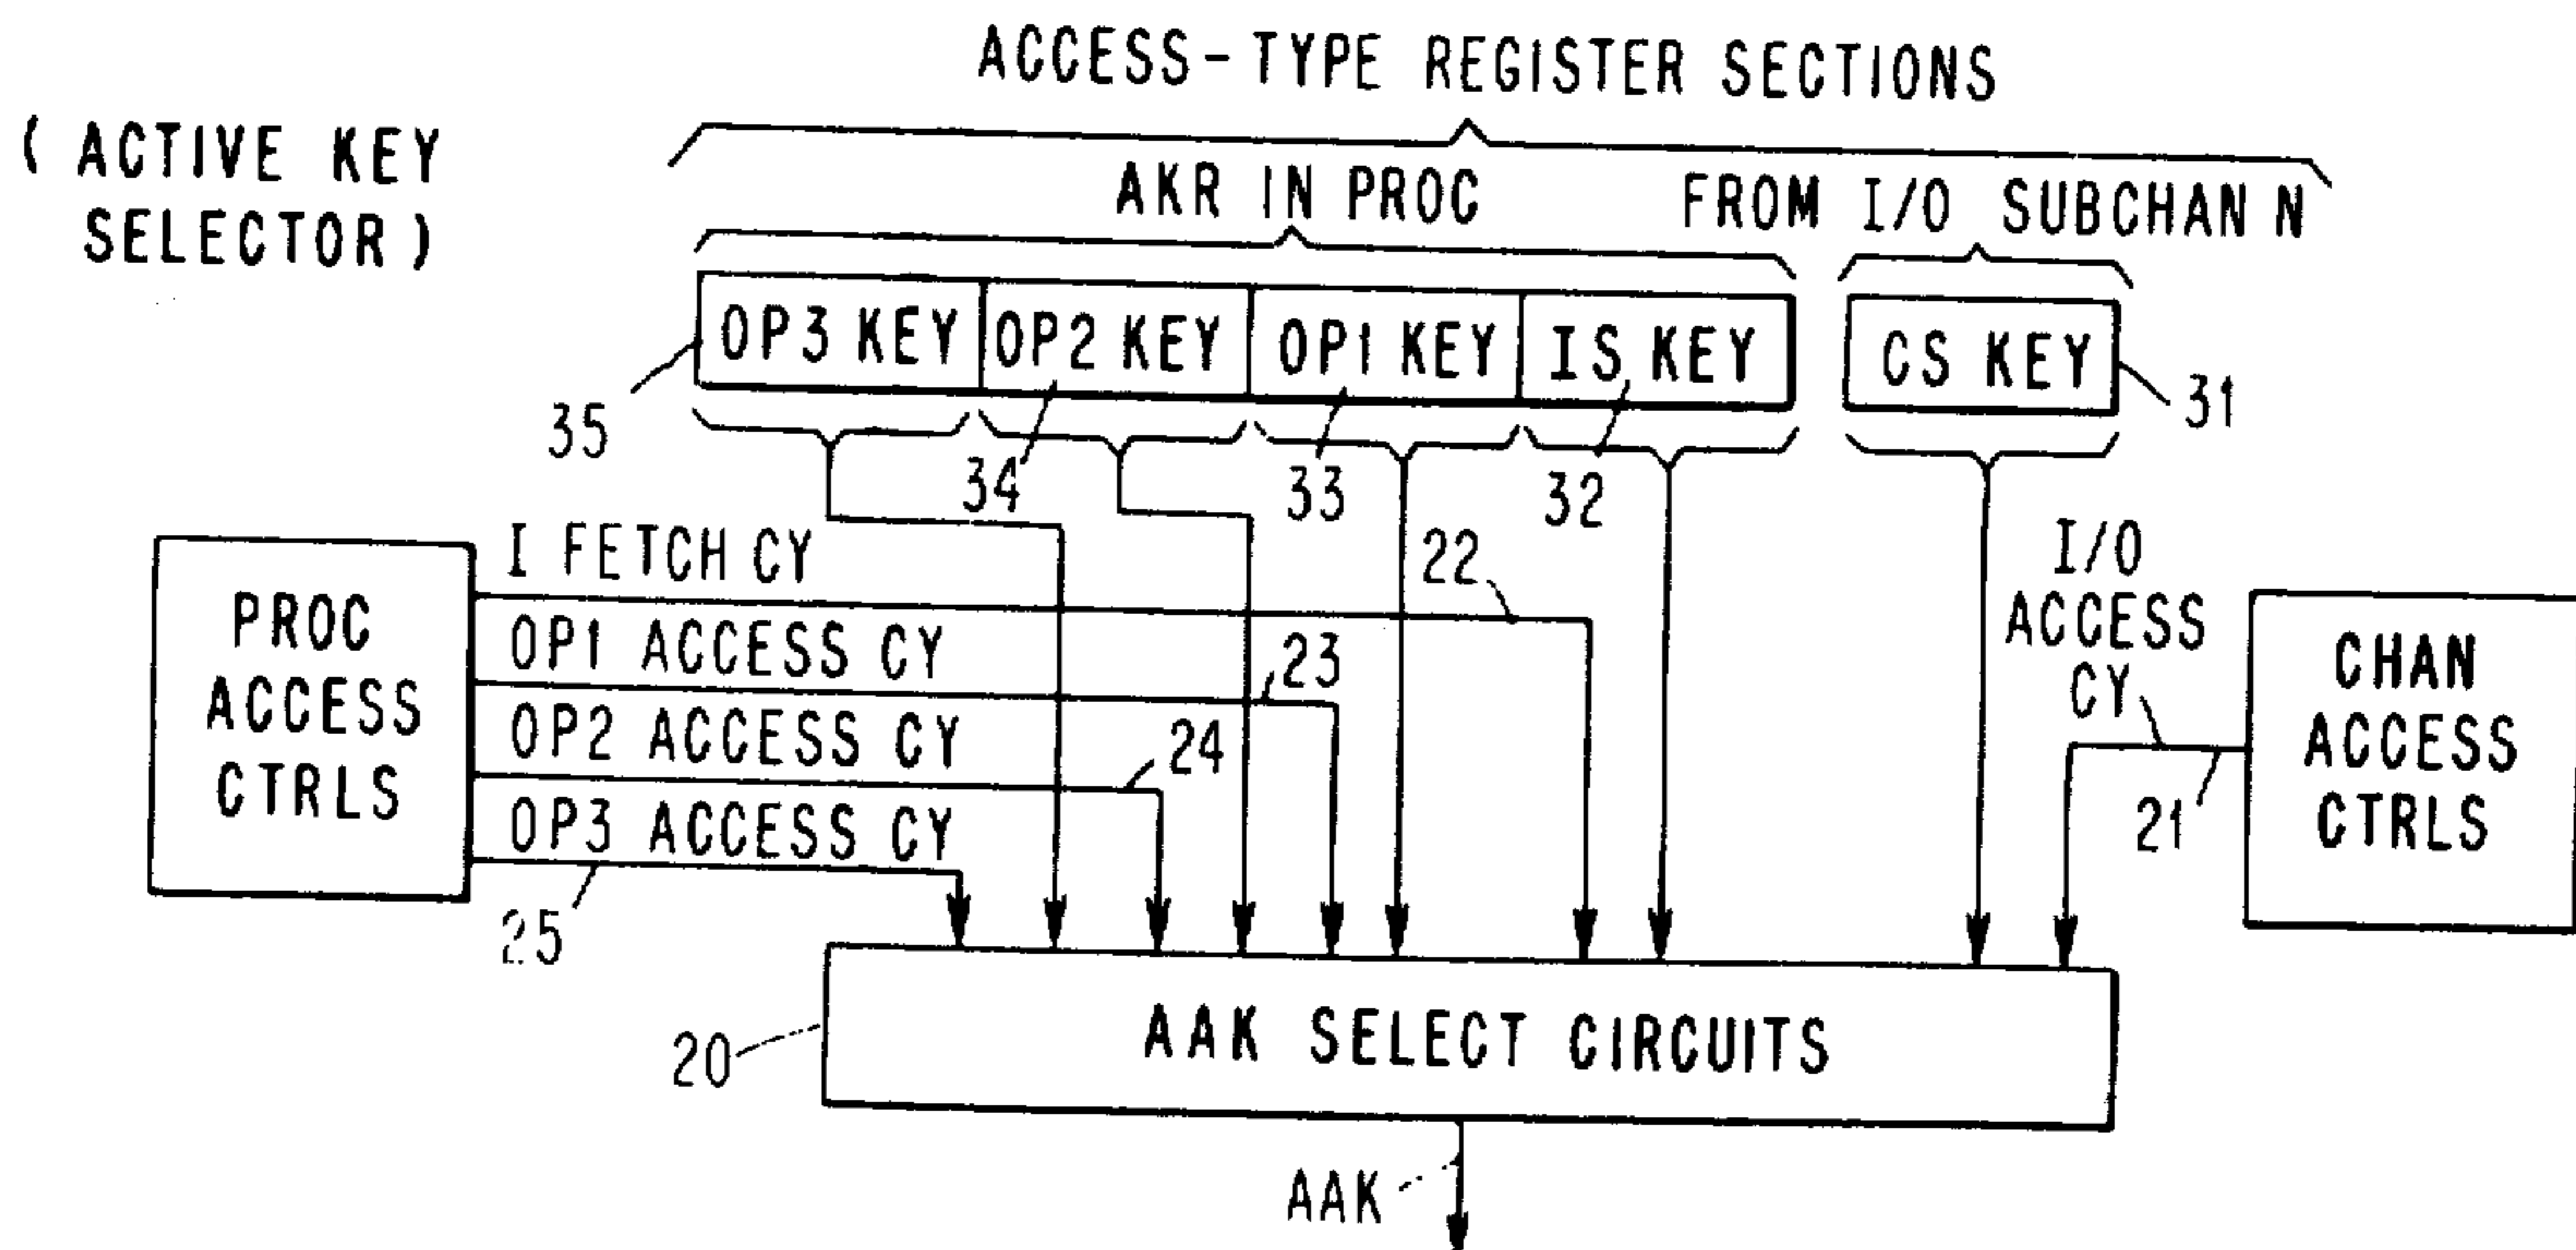 ACCESS-TYPE REGISTER SECTIONS
( ACTIVE KEY
SELECTOR )
AKR IN PROC
FROM I/O SUBCHAN N
OP3 KEY
OP2 KEY
OP1 KEY
IS KEY
CS KEY
35
34
33
32
31
PROC
ACCESS
CTRLS
I FETCH CY
22
OP1 ACCESS CY
23
OP2 ACCESS CY
24
OP3 ACCESS CY
25
I/O
ACCESS
CY
21
CHAN
ACCESS
CTRLS
20
AAK SELECT CIRCUITS
AAK